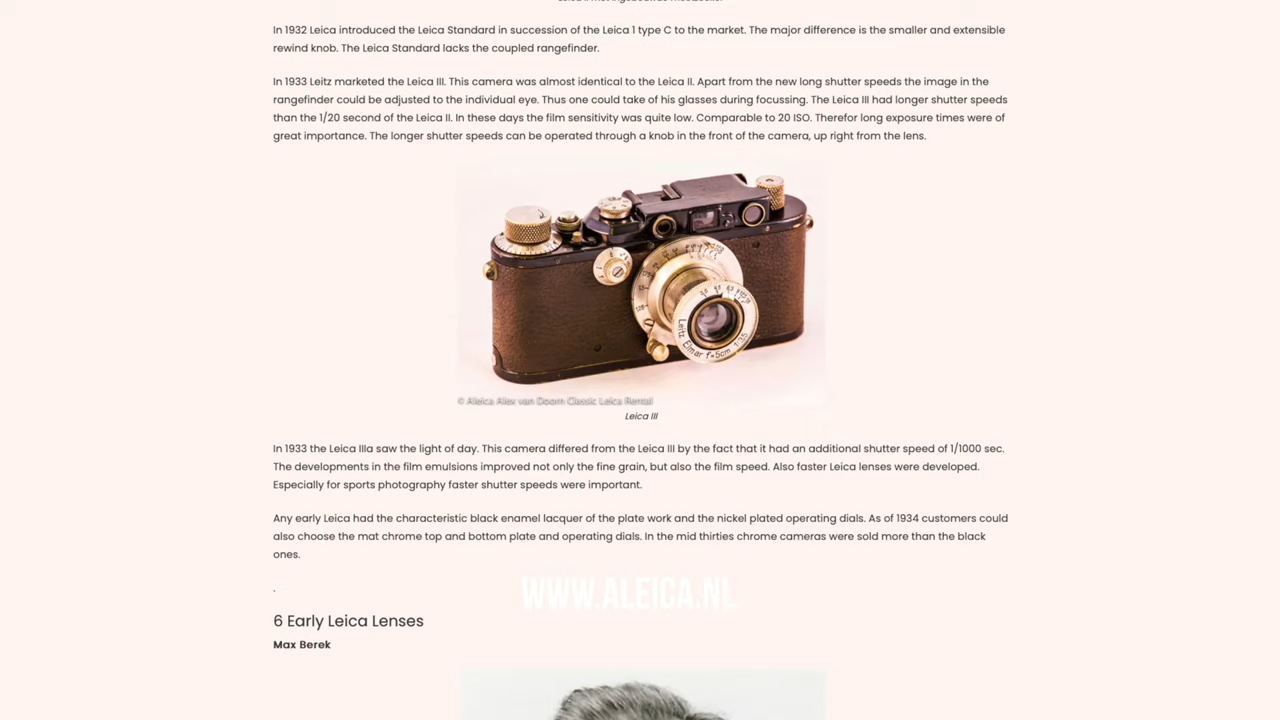 In 1932 Leica introduced the Leica Standard in succession of the Leica 1 type C to the market. The major difference is the smaller and extensible
rewind knob. The Leica Standard lacks the coupled rangefinder.
In 1933 Leitz marketed the Leica III. This camera was almost identical to the Leica II. Apart from the new long shutter speeds the image in the
rangefinder could be adjusted to the individual eye. Thus one could take of his glasses during focussing. The Leica III had longer shutter speeds
than the 1/20 second of the Leica II. In these days the film sensitivity was quite low. Comparable to 20 ISO. Therefor long exposure times were of
great importance. The longer shutter speeds can be operated through a knob in the front of the camera, up right from the lens.
Leitz Elmar f=5cm 1:3,5
© Aleica Alex van Doorn Classic Leica Rental
Leica III
In 1933 the Leica IIIa saw the light of day. This camera differed from the Leica III by the fact that it had an additional shutter speed of 1/1000 sec.
The developments in the film emulsions improved not only the fine grain, but also the film speed. Also faster Leica lenses were developed.
Especially for sports photography faster shutter speeds were important.
Any early Leica had the characteristic black enamel lacquer of the plate work and the nickel plated operating dials. As of 1934 customers could
also choose the mat chrome top and bottom plate and operating dials. In the mid thirties chrome cameras were sold more than the black
ones.
.
WWW.ALEICA.NL
6 Early Leica Lenses
Max Berek